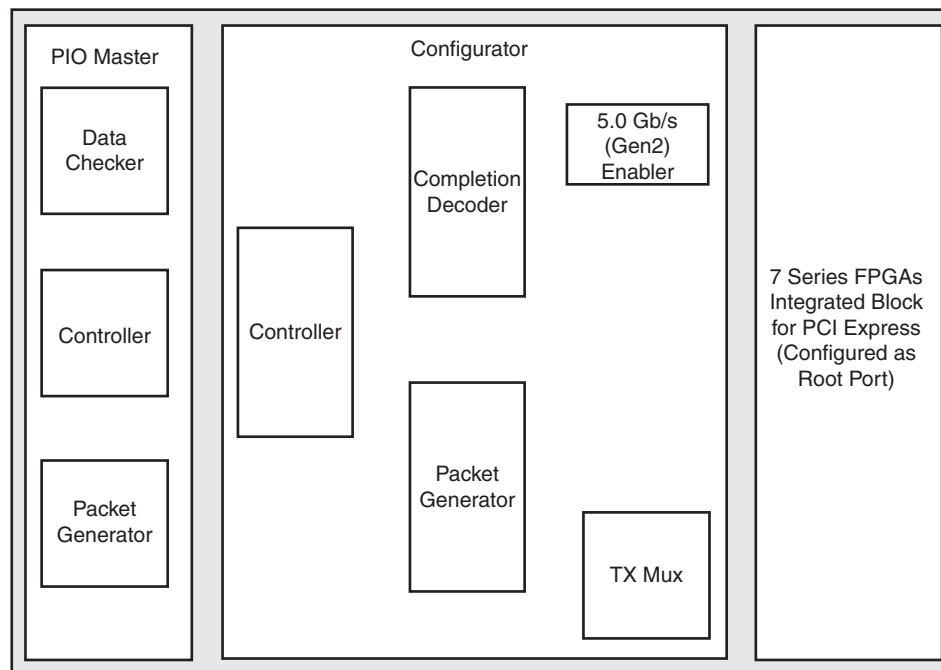 PIO Master
Data
Checker
Controller
Packet
Generator
Configurator
Controller
Completion
Decoder
Packet
Generator
5.0 Gb/s
(Gen2)
Enabler
TX Mux
7 Series FPGAs
Integrated Block
for PCI Express
(Configured as
Root Port)